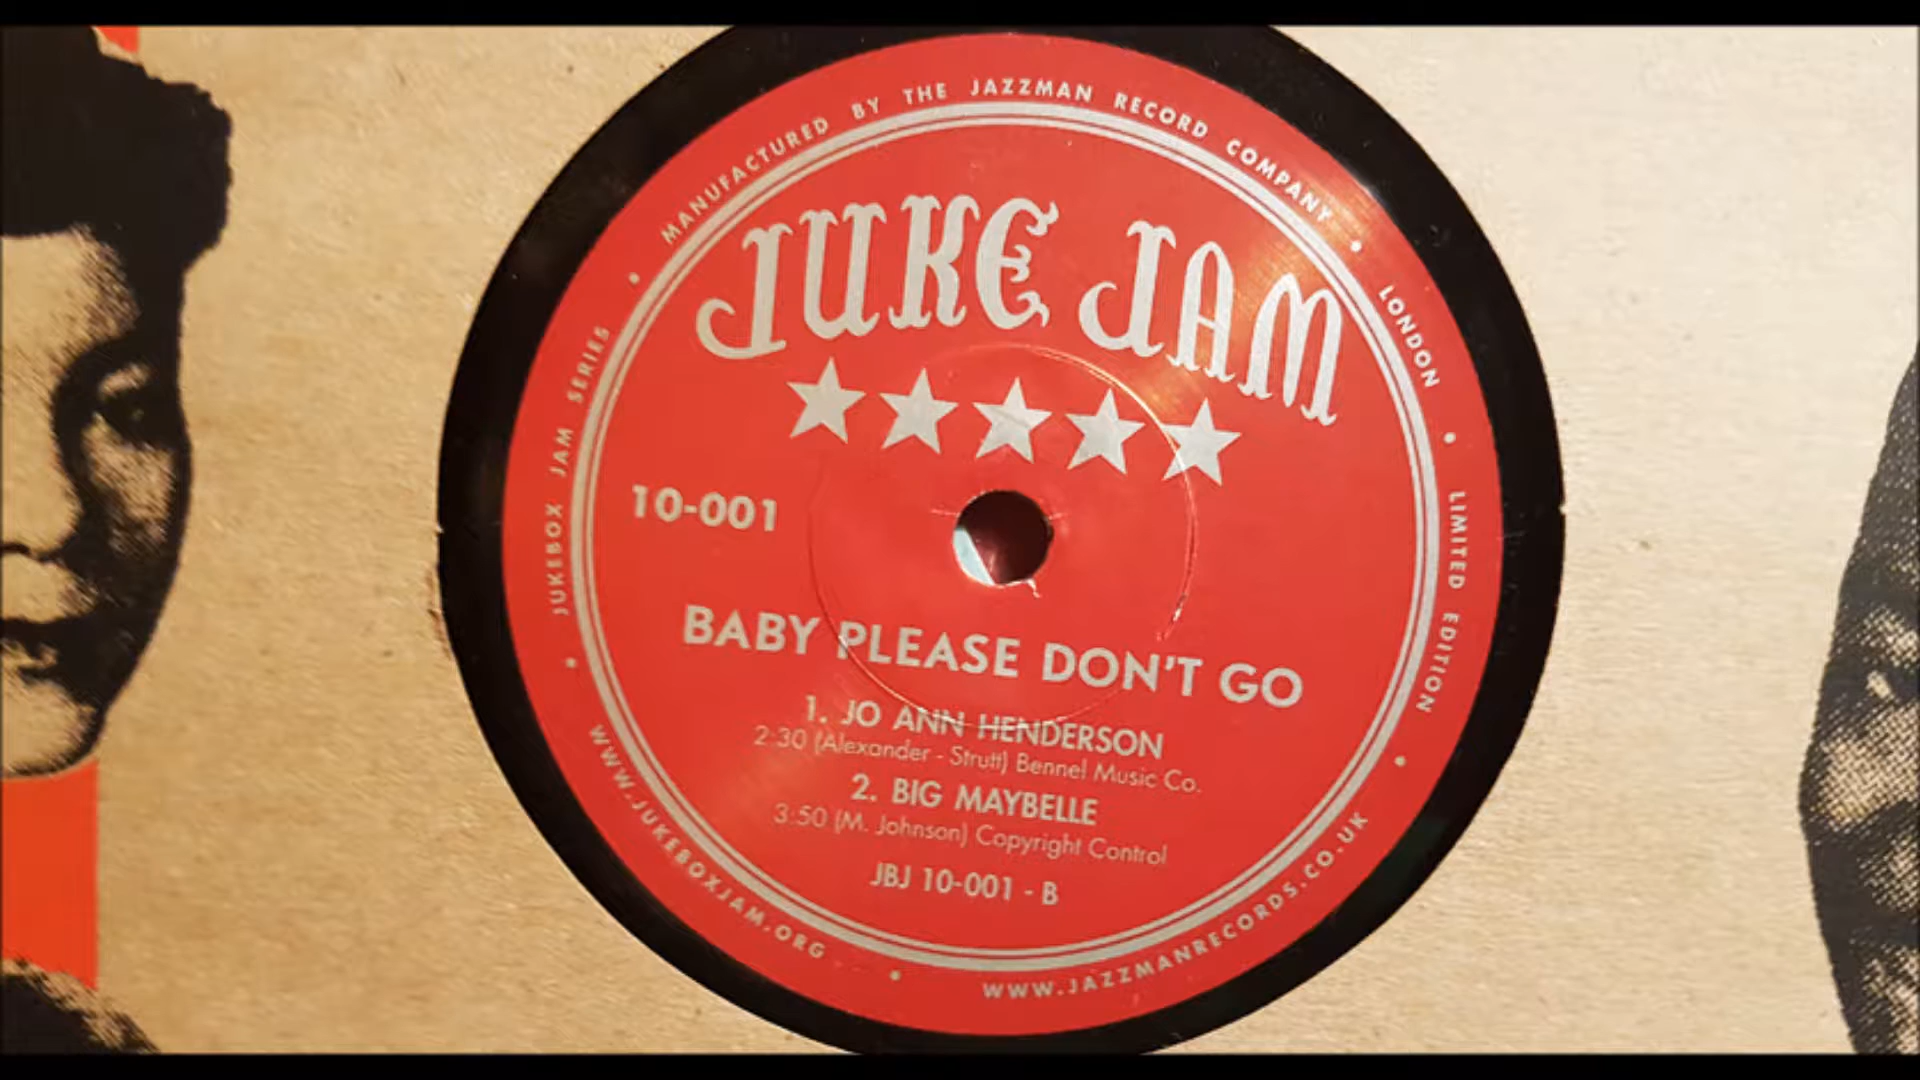 MANUFACTURED BY THE JAZZMAN RECORD COMPANY • LONDON • LIMITED EDITION •
JUKEBOX JAM SERIES •
JUKE JAM
10-001
BABY PLEASE DON'T GO
1. JO ANN HENDERSON
2:30 (Alexander - Strutt) Bennel Music Co.
2. BIG MAYBELLE
3:50 (M. Johnson) Copyright Control
JBJ 10-001 - B
WWW.JUKEBOXJAM.ORG •
WWW.JAZZMANRECORDS.CO.UK